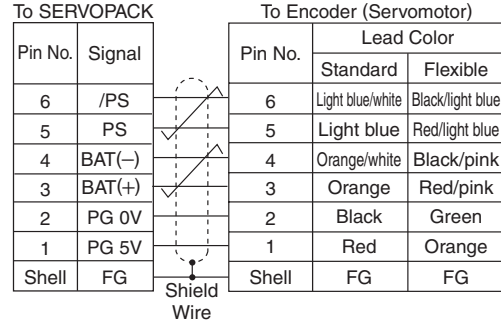 To SERVOPACK To Encoder (Servomotor)
Pin No. Signal Pin No. Lead Color
Standard Flexible
6 /PS 6 Light blue/white Black/light blue
5 PS 5 Light blue Red/light blue
4 BAT(−) 4 Orange/white Black/pink
3 BAT(+) 3 Orange Red/pink
2 PG 0V 2 Black Green
1 PG 5V 1 Red Orange
Shell FG Shell FG FG
Shield
Wire